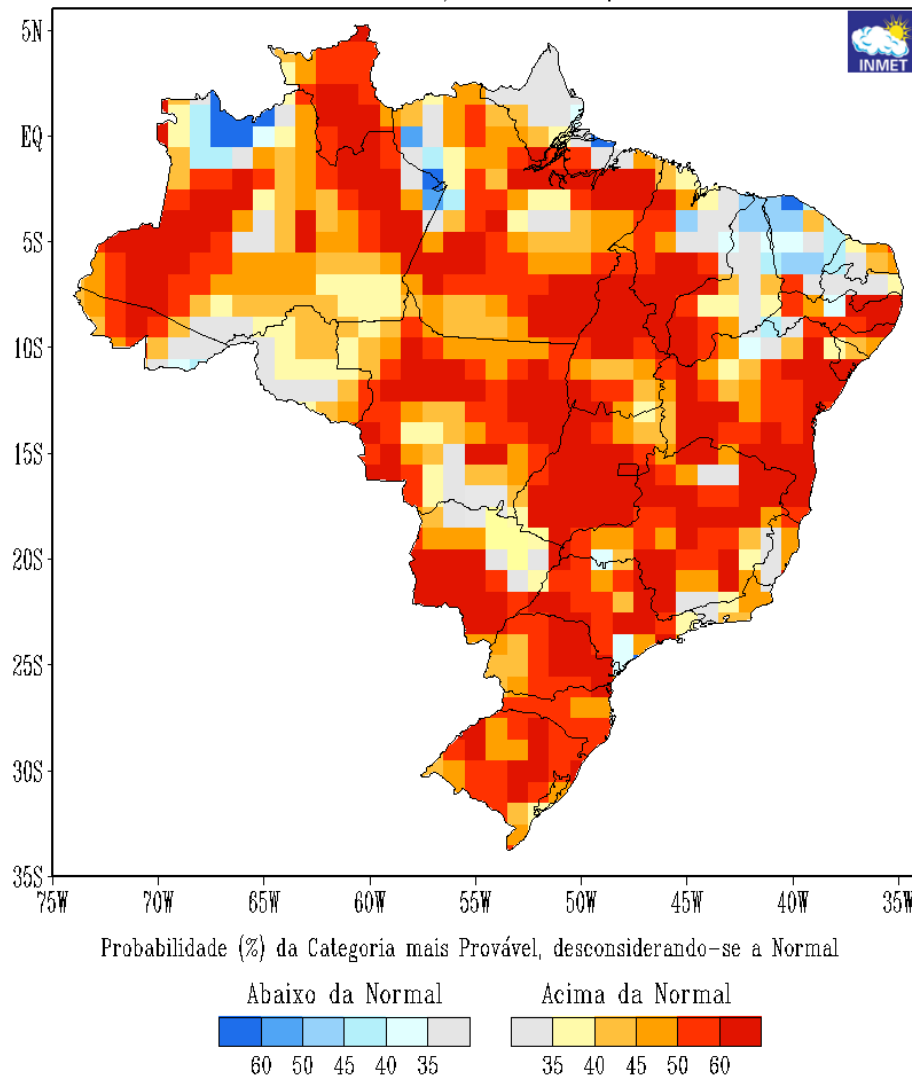 INMET
5N
EQ
5S
10S
15S
20S
25S
30S
35S
75W 70W 65W 60W 55W 50W 45W 40W 35W
Probabilidade (%) da Categoria mais Provável, desconsiderando-se a Normal
Abaixo da Normal Acima da Normal
60 50 45 40 35 35 40 45 50 60